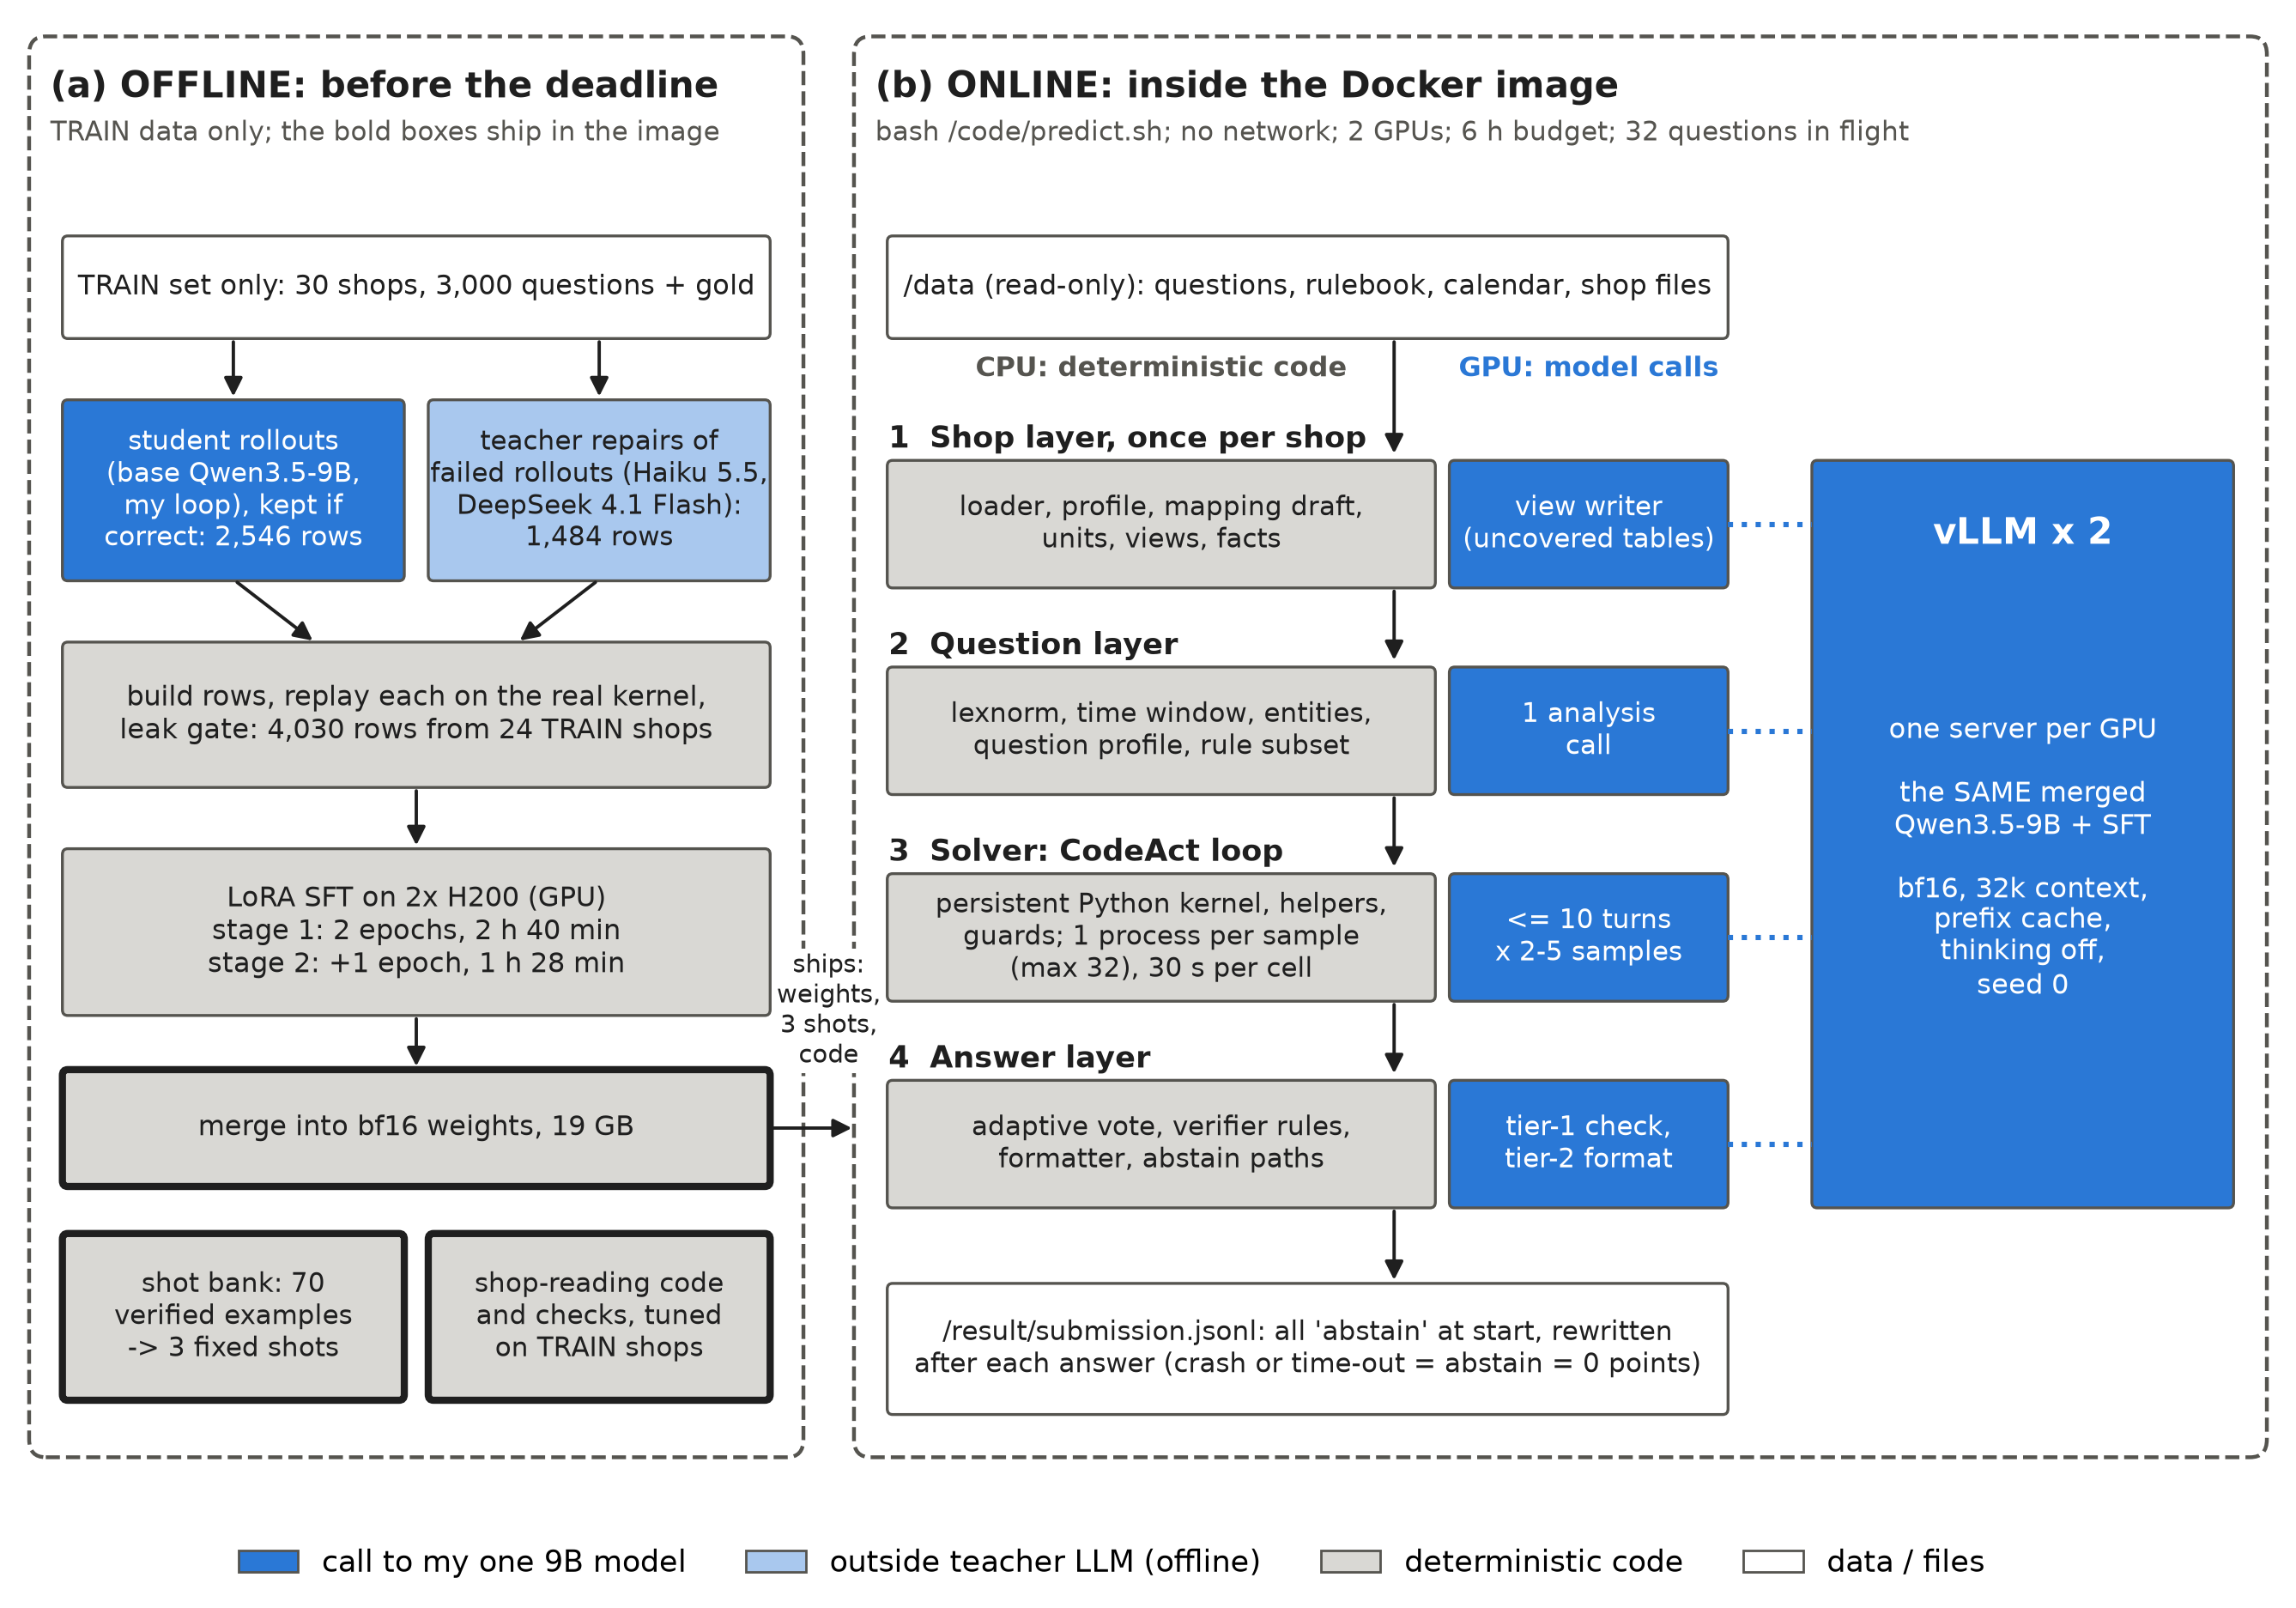 (a) OFFLINE: before the deadline
TRAIN data only; the bold boxes ship in the image
TRAIN set only: 30 shops, 3,000 questions + gold
student rollouts
(base Qwen3.5-9B,
my loop), kept if
correct: 2,546 rows
teacher repairs of
failed rollouts (Haiku 5.5,
DeepSeek 4.1 Flash):
1,484 rows
build rows, replay each on the real kernel,
leak gate: 4,030 rows from 24 TRAIN shops
LoRA SFT on 2x H200 (GPU)
stage 1: 2 epochs, 2 h 40 min
stage 2: +1 epoch, 1 h 28 min
merge into bf16 weights, 19 GB
shot bank: 70
verified examples
-> 3 fixed shots
shop-reading code
and checks, tuned
on TRAIN shops
ships:
weights,
3 shots,
code
(b) ONLINE: inside the Docker image
bash /code/predict.sh; no network; 2 GPUs; 6 h budget; 32 questions in flight
/data (read-only): questions, rulebook, calendar, shop files
CPU: deterministic code
GPU: model calls
1 Shop layer, once per shop
loader, profile, mapping draft,
units, views, facts
view writer
(uncovered tables)
2 Question layer
lexnorm, time window, entities,
question profile, rule subset
1 analysis
call
3 Solver: CodeAct loop
persistent Python kernel, helpers,
guards; 1 process per sample
(max 32), 30 s per cell
<= 10 turns
x 2-5 samples
4 Answer layer
adaptive vote, verifier rules,
formatter, abstain paths
tier-1 check,
tier-2 format
/result/submission.jsonl: all 'abstain' at start, rewritten
after each answer (crash or time-out = abstain = 0 points)
vLLM x 2
one server per GPU
the SAME merged
Qwen3.5-9B + SFT
bf16, 32k context,
prefix cache,
thinking off,
seed 0
call to my one 9B model
outside teacher LLM (offline)
deterministic code
data / files